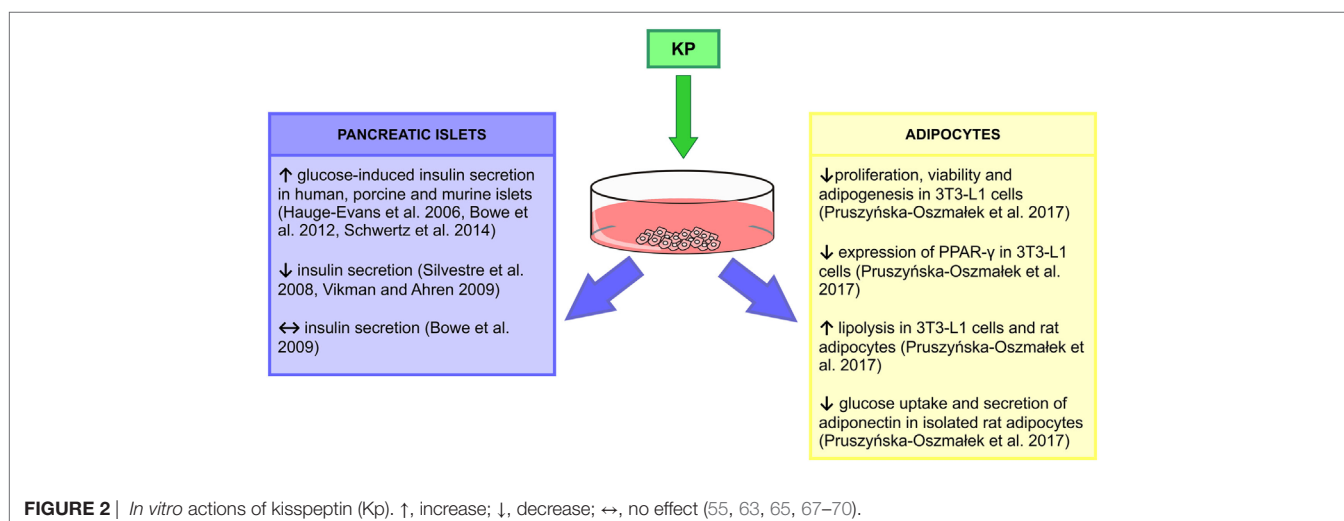 KP
PANCREATIC ISLETS
↑ glucose-induced insulin secretion
in human, porcine and murine islets
(Hauge-Evans et al. 2006, Bowe
et al. 2012, Schwertz et al. 2014)
↓ insulin secretion (Silvestre et al.
2008, Vikman and Ahren 2009)
↔ insulin secretion (Bowe et al.
2009)
ADIPOCYTES
↓proliferation, viability and
adipogenesis in 3T3-L1 cells
(Pruszyńska-Oszmałek et al. 2017)
↓ expression of PPAR-γ in 3T3-L1
cells (Pruszyńska-Oszmałek et al.
2017)
↑ lipolysis in 3T3-L1 cells and rat
adipocytes (Pruszyńska-Oszmałek et
al. 2017)
↓ glucose uptake and secretion of
adiponectin in isolated rat adipocytes
(Pruszyńska-Oszmałek et al. 2017)
FIGURE 2 | In vitro actions of kisspeptin (Kp). ↑, increase; ↓, decrease; ↔, no effect (55, 63, 65, 67–70).